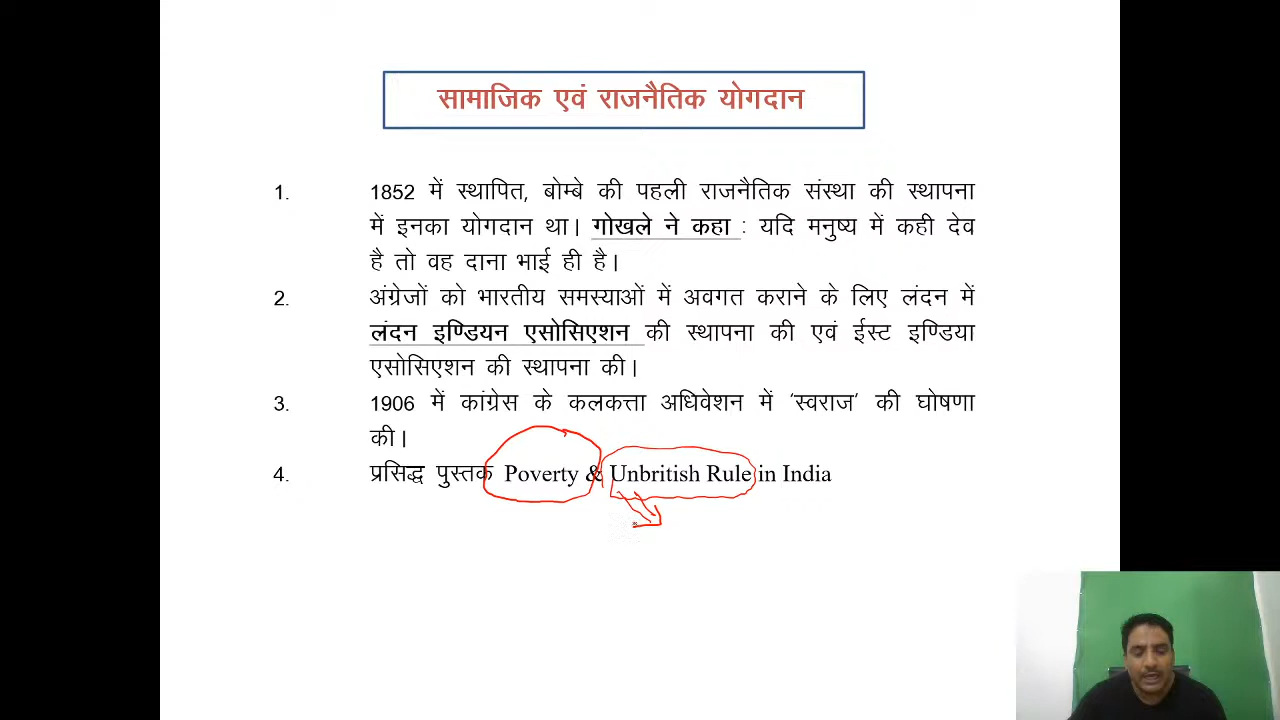 सामाजिक एवं राजनैतिक योगदान
1. 1852 में स्थापित, बोम्बे की पहली राजनैतिक संस्था की स्थापना
में इनका योगदान था। गोखले ने कहा : यदि मनुष्य में कही देव
है तो वह दाना भाई ही है।
2. अंग्रेजों को भारतीय समस्याओं में अवगत कराने के लिए लंदन में
लंदन इण्डियन एसोसिएशन की स्थापना की एवं ईस्ट इण्डिया
एसोसिएशन की स्थापना की।
3. 1906 में कांग्रेस के कलकत्ता अधिवेशन में 'स्वराज' की घोषणा
की।
4. प्रसिद्ध पुस्तक Poverty & Unbritish Rule in India